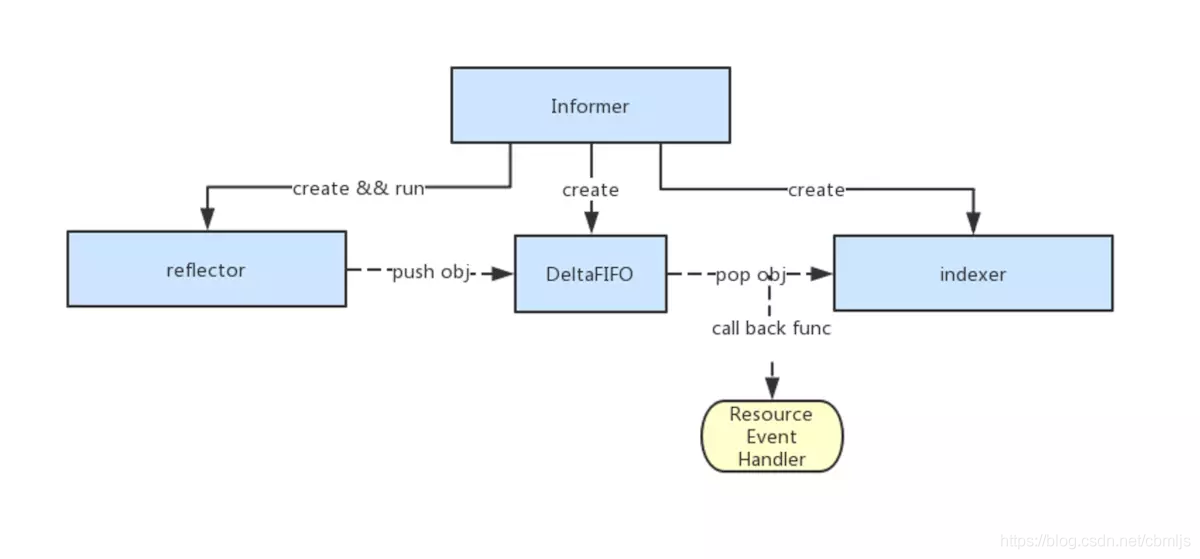 Informer
create && run
create
create
reflector
push obj
DeltaFIFO
pop obj
indexer
call back func
Resource
Event
Handler
https://blog.csdn.net/cbmljs